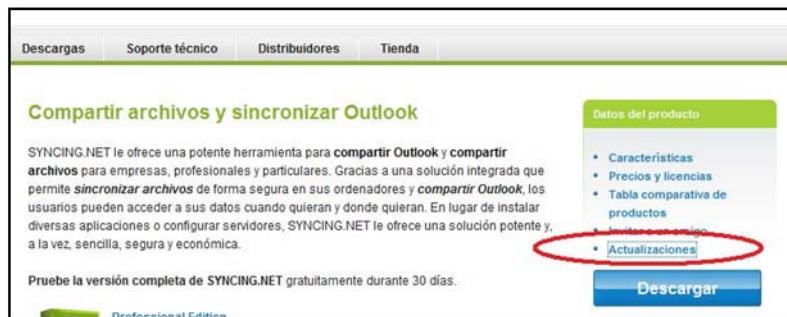 Descargas Soporte técnico Distribuidores Tienda
Compartir archivos y sincronizar Outlook
SYNCING.NET le ofrece una potente herramienta para compartir Outlook y compartir
archivos para empresas, profesionales y particulares. Gracias a una solución integrada que
permite sincronizar archivos de forma segura en sus ordenadores y compartir Outlook, los
usuarios pueden acceder a sus datos cuando quieran y donde quieran. En lugar de instalar
diversas aplicaciones o configurar servidores, SYNCING.NET le ofrece una solución potente y,
a la vez, sencilla, segura y económica.
Pruebe la versión completa de SYNCING.NET gratuitamente durante 30 días.
Professional Edition
Datos del producto
• Características
• Precios y licencias
• Tabla comparativa de
productos
• Invitar a un amigo
• Actualizaciones
Descargar